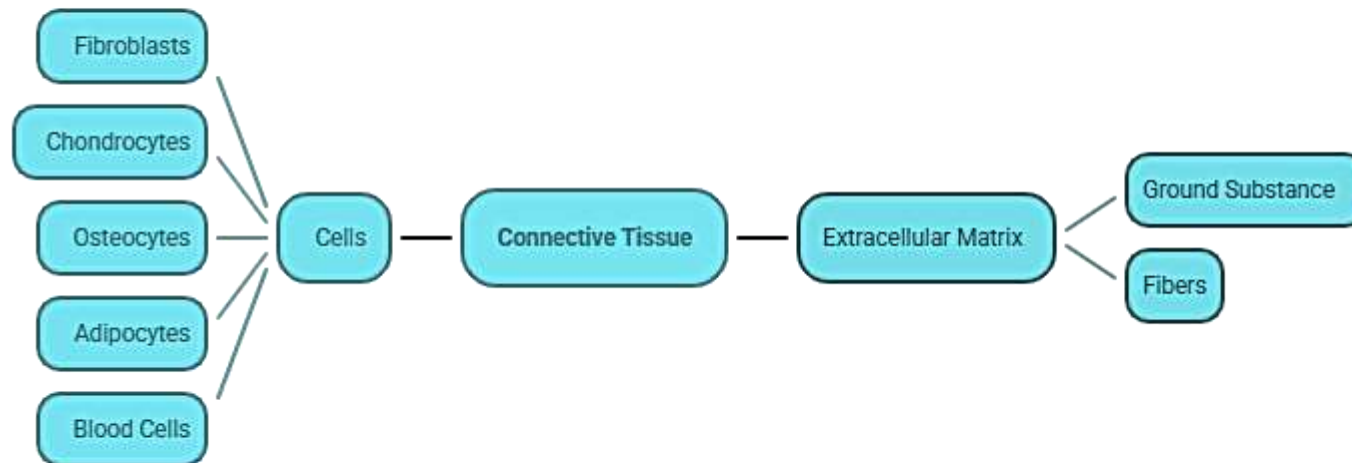 Fibroblasts
Chondrocytes
Osteocytes
Adipocytes
Blood Cells
Cells
Connective Tissue
Extracellular Matrix
Ground Substance
Fibers